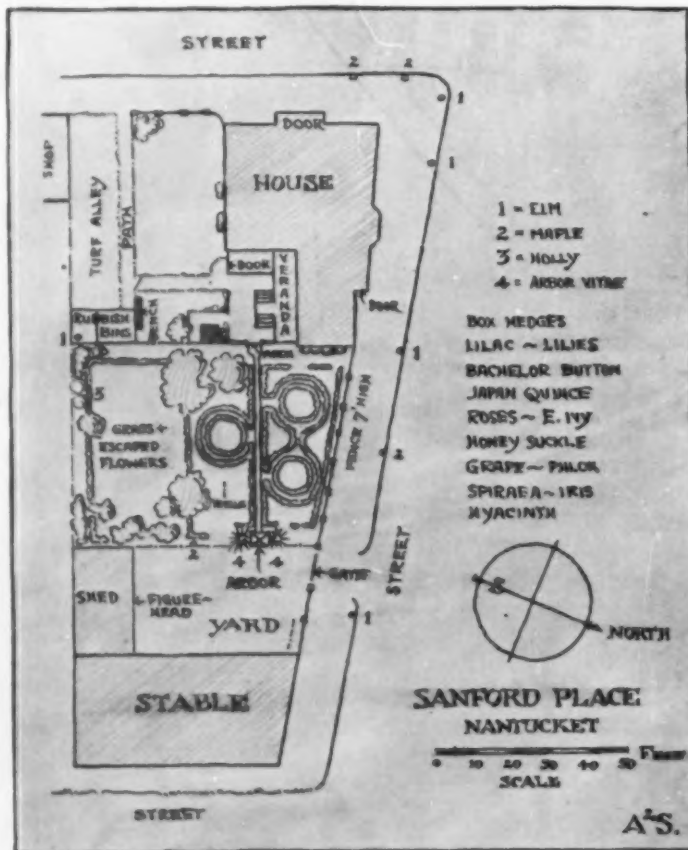 STREET
2 2
1
1
DOOR
HOUSE
SHOP
TURF ALLEY
PATH
DOOR
VERANDA
DOOR
RUBBISH
BINS
1
1
3
3
1
GRASS &
ESCAPED
FLOWERS
FENCE 7' HIGH
2
2
4 4
ARBOR
GATE
STREET
SHED
FIGURE-
HEAD
YARD
1
STABLE
STREET
1 = ELM
2 = MAPLE
3 = HOLLY
4 = ARBOR VITAE
BOX HEDGES
LILAC ~ LILIES
BACHELOR BUTTON
JAPAN QUINCE
ROSES ~ E. IVY
HONEY SUCKLE
GRAPE ~ PHLOX
SPIRAEA ~ IRIS
HYACINTH
S
NORTH
SANFORD PLACE
NANTUCKET
0 10 20 30 40 50
SCALE
A²S.